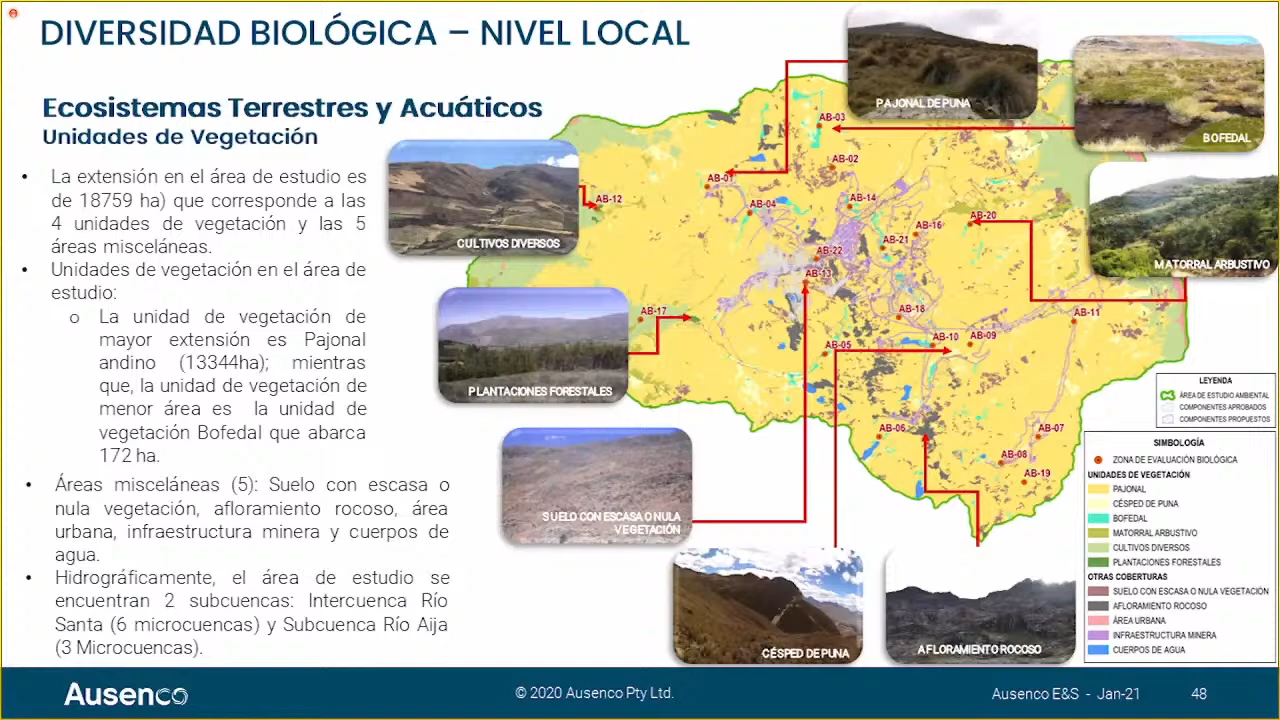 DIVERSIDAD BIOLÓGICA – NIVEL LOCAL
Ecosistemas Terrestres y Acuáticos
Unidades de Vegetación
• La extensión en el área de estudio es
de 18759 ha) que corresponde a las
4 unidades de vegetación y las 5
áreas misceláneas.
• Unidades de vegetación en el área de
estudio:
o La unidad de vegetación de
mayor extensión es Pajonal
andino (13344ha); mientras
que, la unidad de vegetación de
menor área es la unidad de
vegetación Bofedal que abarca
172 ha.
• Áreas misceláneas (5): Suelo con escasa o
nula vegetación, afloramiento rocoso, área
urbana, infraestructura minera y cuerpos de
agua.
• Hidrográficamente, el área de estudio se
encuentran 2 subcuencas: Intercuenca Río
Santa (6 microcuencas) y Subcuenca Río Aija
(3 Microcuencas).
PAJONAL DE PUNA
BOFEDAL
MATORRAL ARBUSTIVO
CULTIVOS DIVERSOS
PLANTACIONES FORESTALES
SUELO CON ESCASA O NULA
VEGETACIÓN
CÉSPED DE PUNA
AFLORAMIENTO ROCOSO
AB-03
AB-02
AB-01
AB-12
AB-04
AB-14
AB-20
AB-16
AB-21
AB-22
AB-13
AB-17
AB-18
AB-11
AB-10
AB-09
AB-05
AB-06
AB-07
AB-08
AB-19
LEYENDA
ÁREA DE ESTUDIO AMBIENTAL
COMPONENTES APROBADOS
COMPONENTES PROPUESTOS
SIMBOLOGÍA
ZONA DE EVALUACIÓN BIOLÓGICA
UNIDADES DE VEGETACIÓN
PAJONAL
CÉSPED DE PUNA
BOFEDAL
MATORRAL ARBUSTIVO
CULTIVOS DIVERSOS
PLANTACIONES FORESTALES
OTRAS COBERTURAS
SUELO CON ESCASA O NULA VEGETACIÓN
AFLORAMIENTO ROCOSO
ÁREA URBANA
INFRAESTRUCTURA MINERA
CUERPOS DE AGUA
Ausenco
© 2020 Ausenco Pty Ltd.
Ausenco E&S - Jan-21
48